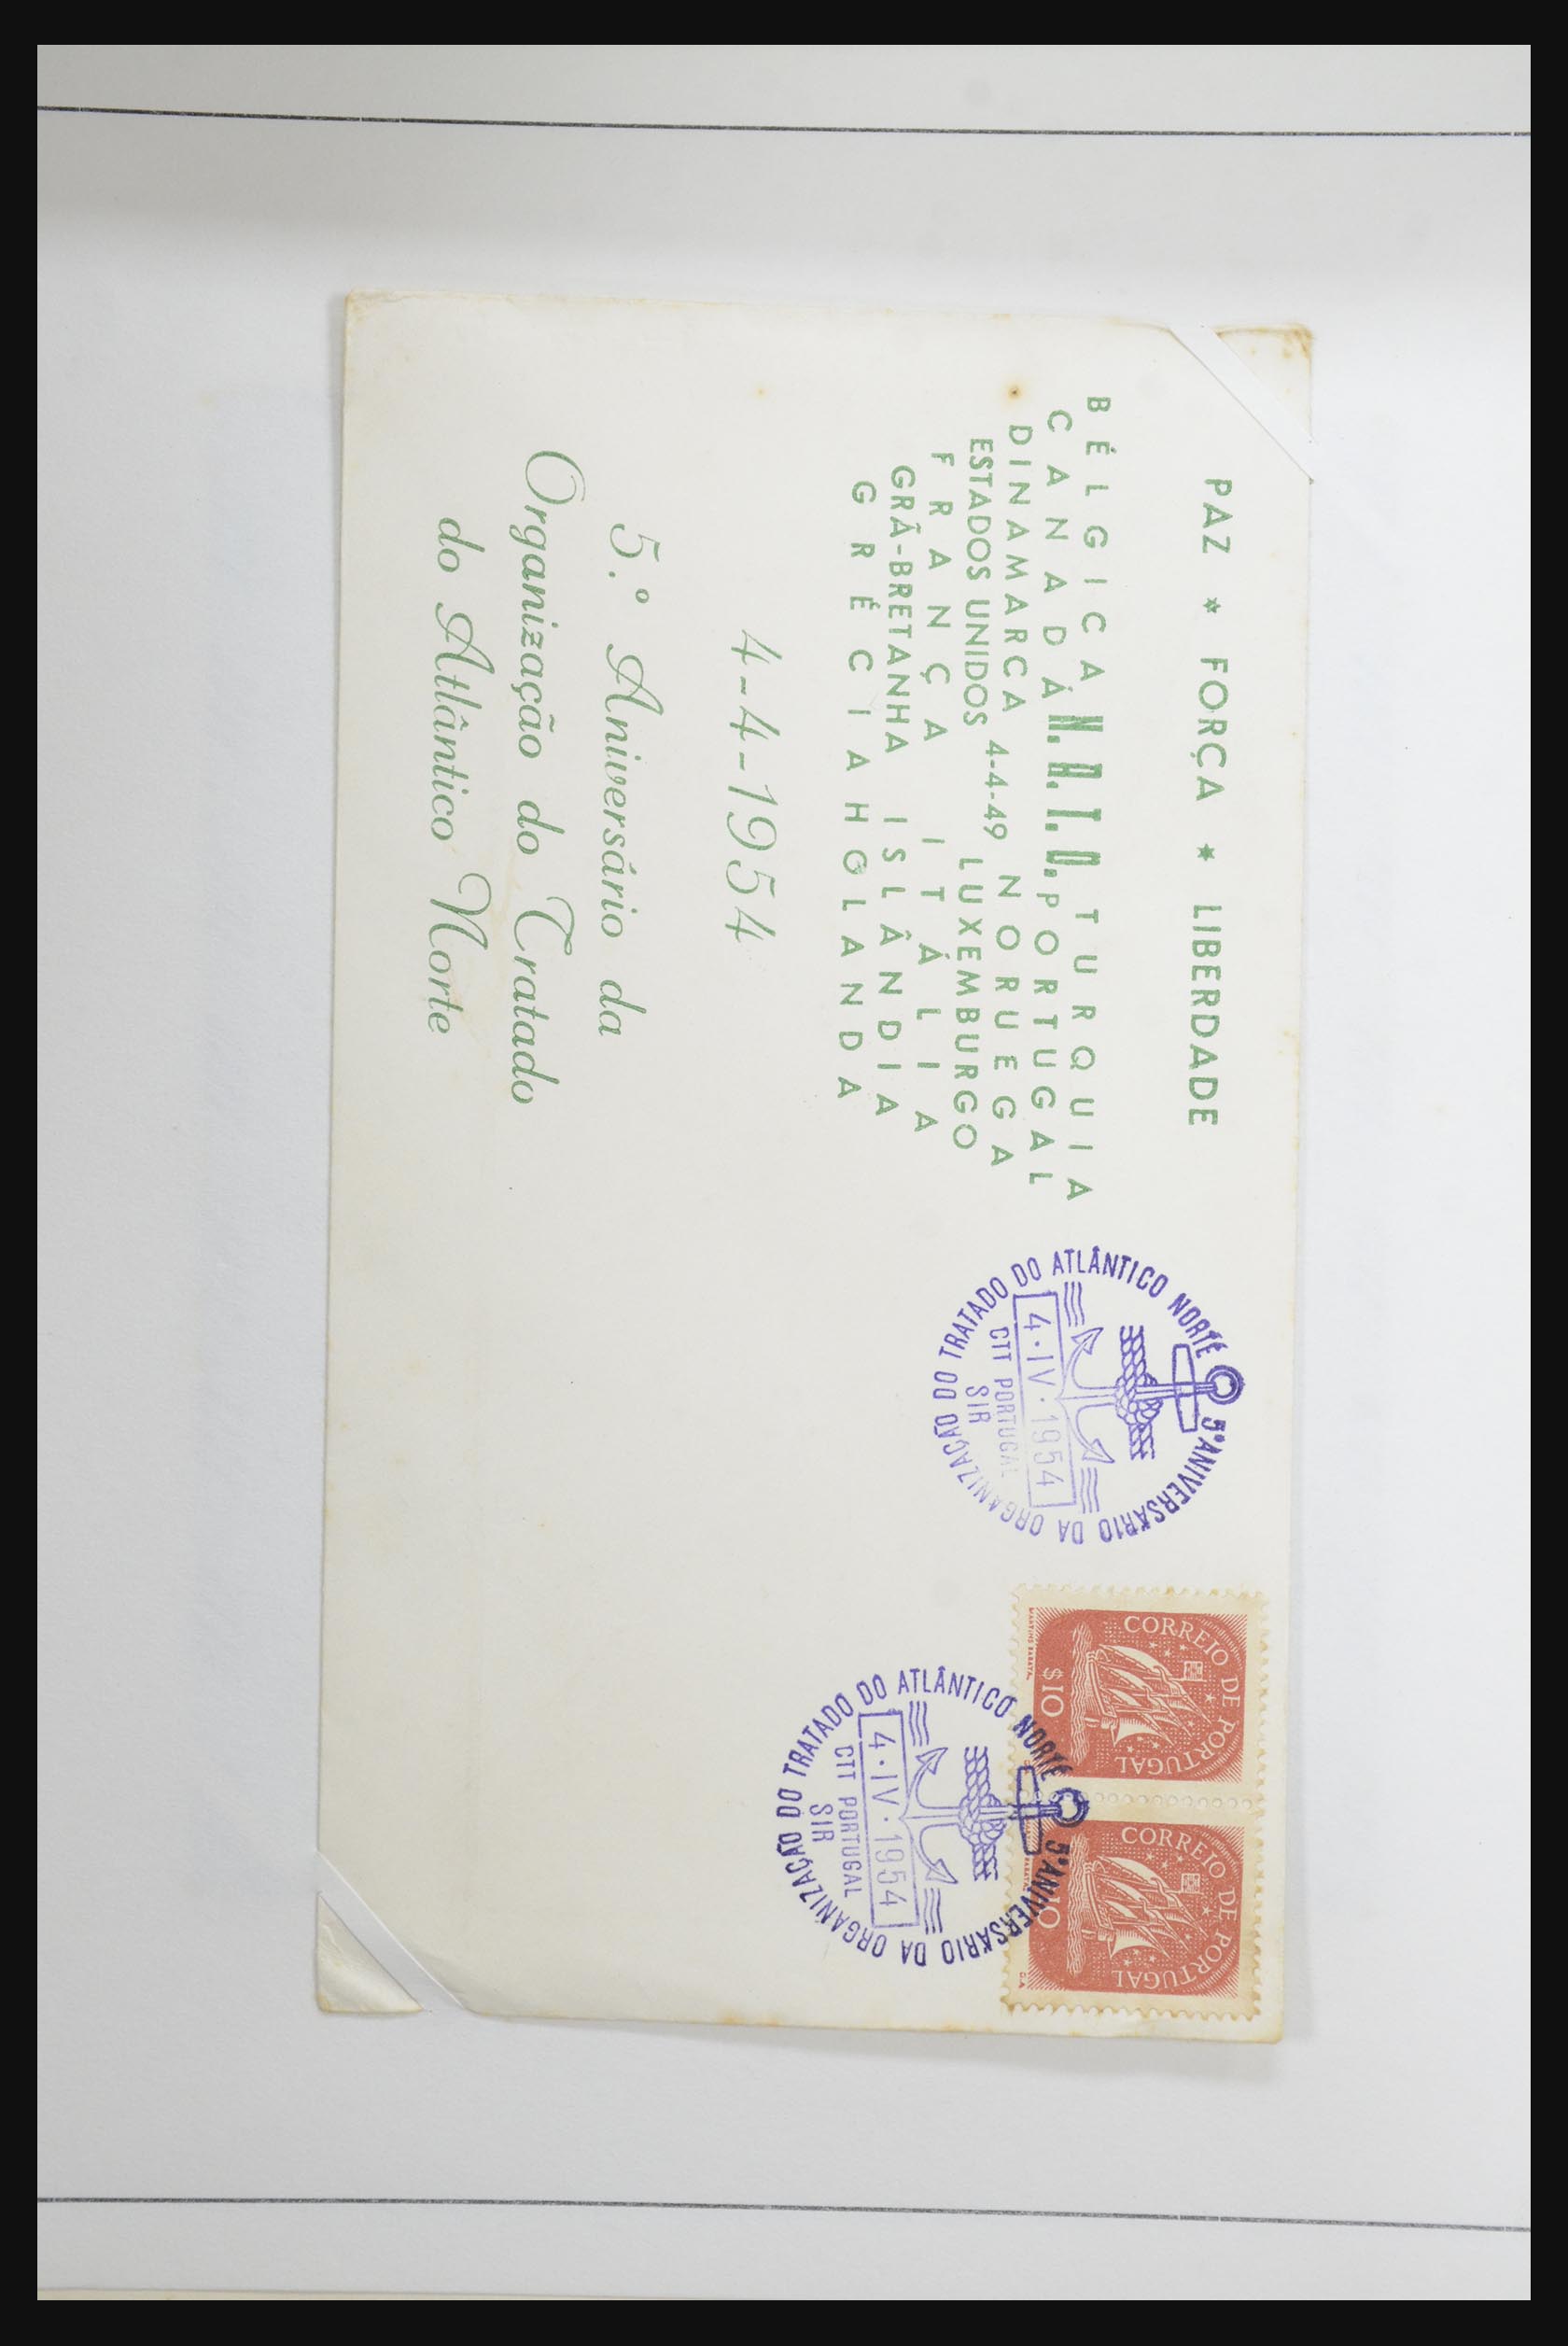 PAZ * FORÇA * LIBERDADE
BÉLGICA TURQUIA
CANADÁ N.A.T.O. PORTUGAL
DINAMARCA 4-4-49 NORUEGA
ESTADOS UNIDOS LUXEMBURGO
FRANÇA ITÁLIA
GRÃ-BRETANHA ISLÂNDIA
GRÉCIA HOLANDA
4-4-1954
5.º Aniversário da
Organização do Tratado
do Atlântico Norte
5º ANIVERSÁRIO DA ORGANIZAÇÃO DO TRATADO DO ATLÂNTICO NORTE
4·IV·1954
CTT PORTUGAL
SIR
CORREIO DE PORTUGAL
$10
MARTINS BARATA
CORREIO DE PORTUGAL
10
5º ANIVERSÁRIO DA ORGANIZAÇÃO DO TRATADO DO ATLÂNTICO NORTE
4·IV·1954
CTT PORTUGAL
SIR